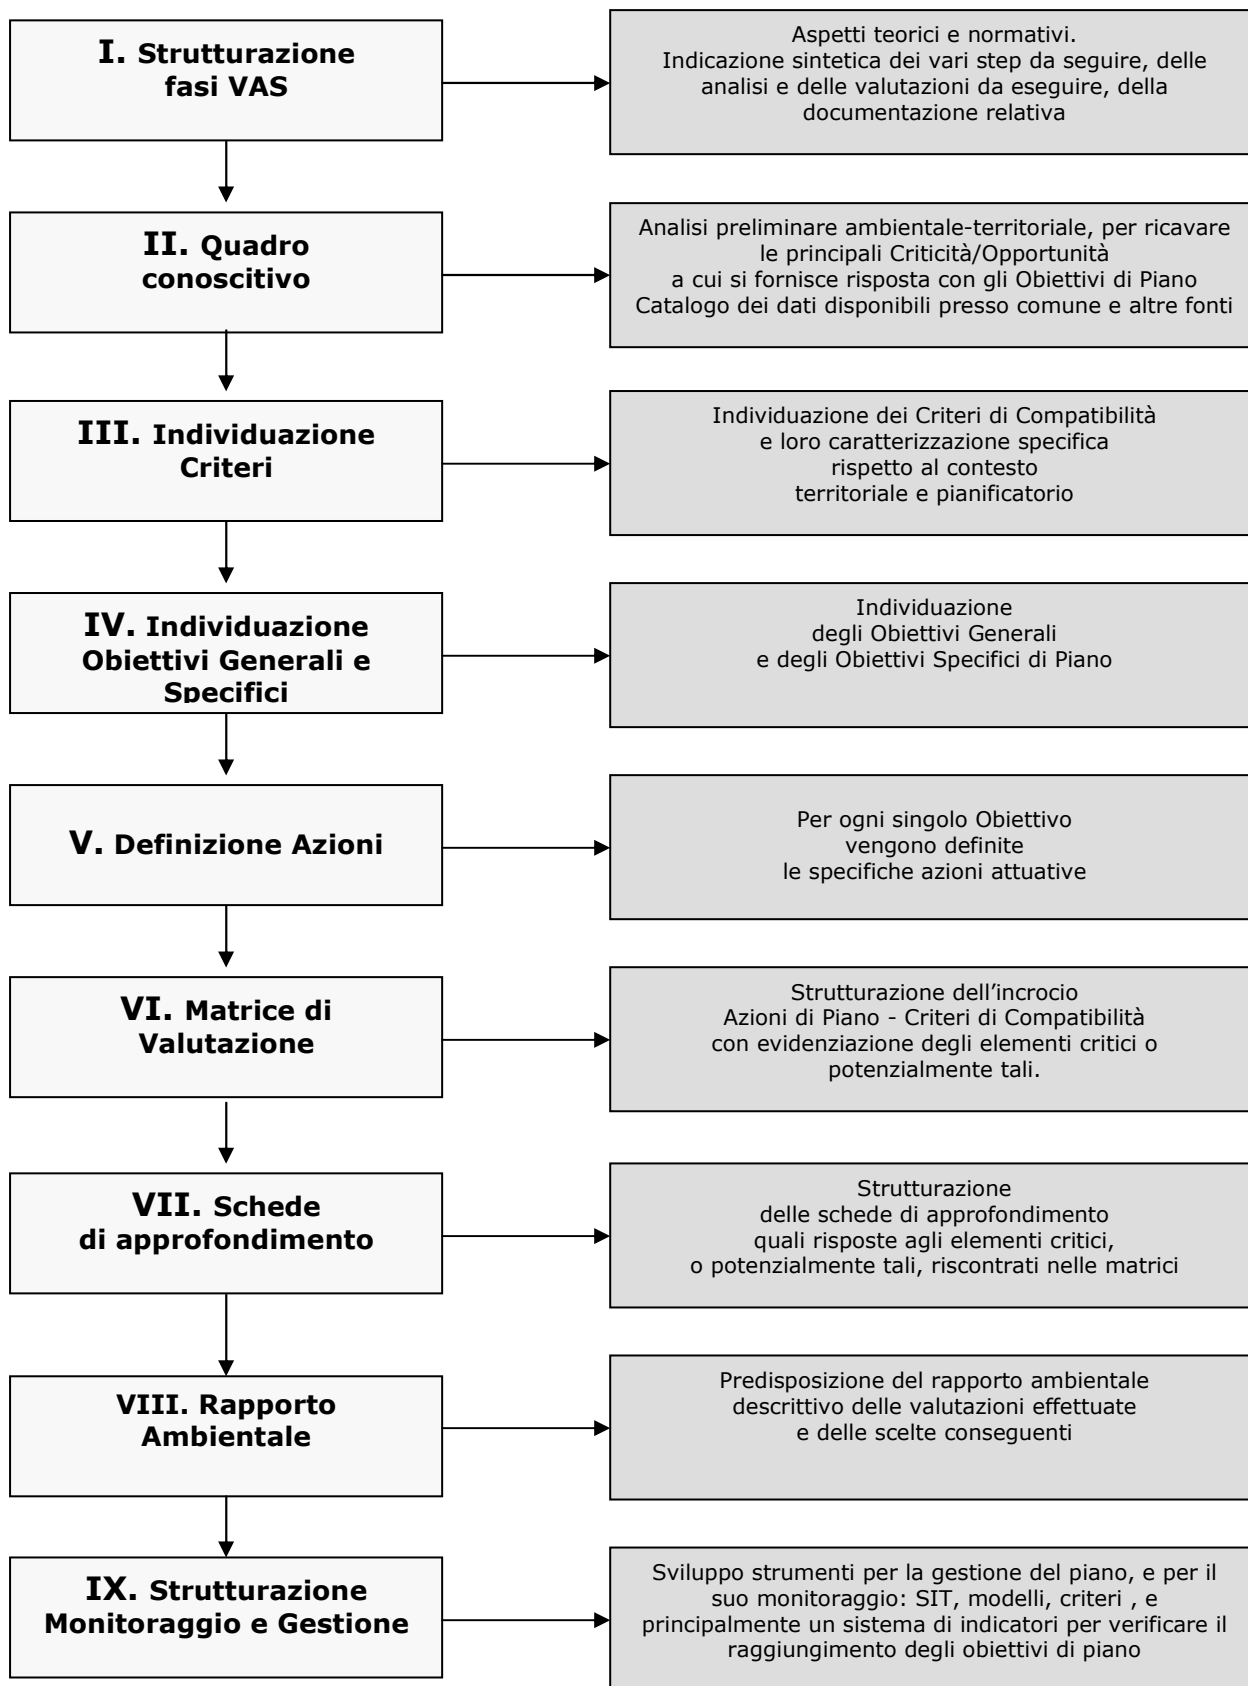 I. Strutturazione
fasi VAS
Aspetti teorici e normativi.
Indicazione sintetica dei vari step da seguire, delle
analisi e delle valutazioni da eseguire, della
documentazione relativa
II. Quadro
conoscitivo
Analisi preliminare ambientale-territoriale, per ricavare
le principali Criticità/Opportunità
a cui si fornisce risposta con gli Obiettivi di Piano
Catalogo dei dati disponibili presso comune e altre fonti
III. Individuazione
Criteri
Individuazione dei Criteri di Compatibilità
e loro caratterizzazione specifica
rispetto al contesto
territoriale e pianificatorio
IV. Individuazione
Obiettivi Generali e
Specifici
Individuazione
degli Obiettivi Generali
e degli Obiettivi Specifici di Piano
V. Definizione Azioni
Per ogni singolo Obiettivo
vengono definite
le specifiche azioni attuative
VI. Matrice di
Valutazione
Strutturazione dell’incrocio
Azioni di Piano - Criteri di Compatibilità
con evidenziazione degli elementi critici o
potenzialmente tali.
VII. Schede
di approfondimento
Strutturazione
delle schede di approfondimento
quali risposte agli elementi critici,
o potenzialmente tali, riscontrati nelle matrici
VIII. Rapporto
Ambientale
Predisposizione del rapporto ambientale
descrittivo delle valutazioni effettuate
e delle scelte conseguenti
IX. Strutturazione
Monitoraggio e Gestione
Sviluppo strumenti per la gestione del piano, e per il
suo monitoraggio: SIT, modelli, criteri , e
principalmente un sistema di indicatori per verificare il
raggiungimento degli obiettivi di piano